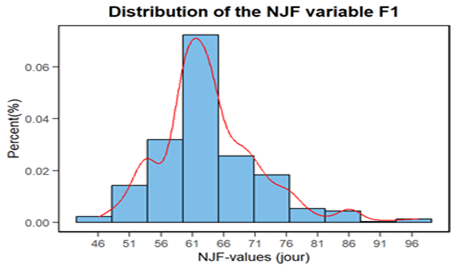 Distribution of the NJF variable F1
Percent(%)
0.06
0.04
0.02
0.00
46 51 56 61 66 71 76 81 86 91 96
NJF-values (jour)